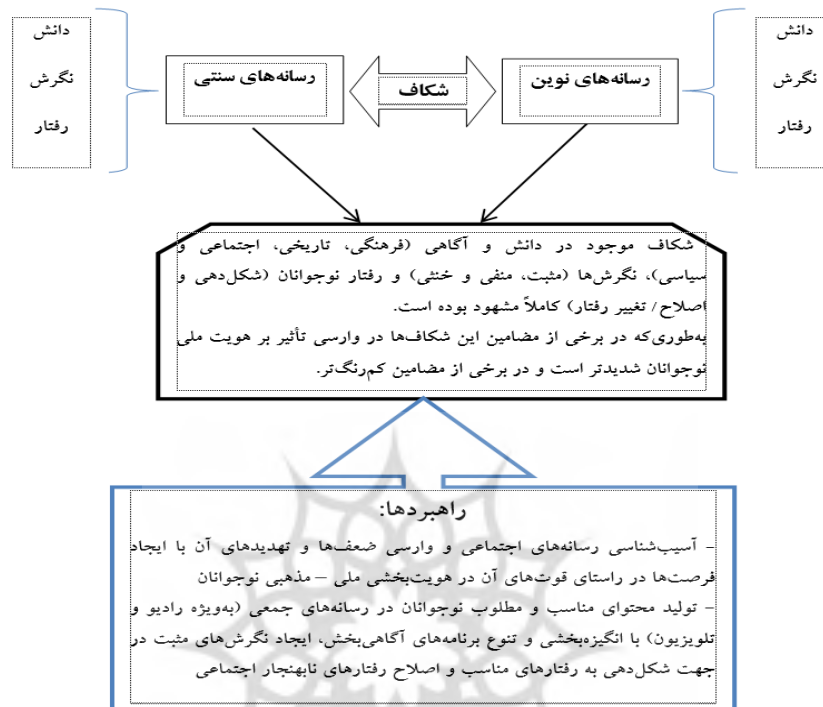 دانش
نگرش
رفتار
رسانه‌های نوین
شکاف
رسانه‌های سنتی
دانش
نگرش
رفتار
شکاف موجود در دانش و آگاهی (فرهنگی، تاریخی، اجتماعی و
سیاسی)، نگرش‌ها (مثبت، منفی و خنثی) و رفتار نوجوانان (شکل‌دهی و
اصلاح/ تغییر رفتار) کاملاً مشهود بوده است.
به‌طوری‌که در برخی از مضامین این شکاف‌ها در وارسی تأثیر بر هویت ملی
نوجوانان شدیدتر است و در برخی از مضامین کم‌رنگ‌تر.
راهبردها:
- آسیب‌شناسی رسانه‌های اجتماعی و وارسی ضعف‌ها و تهدیدهای آن با ایجاد
فرصت‌ها در راستای قوت‌های آن در هویت‌بخشی ملی – مذهبی نوجوانان
- تولید محتوای مناسب و مطلوب نوجوانان در رسانه‌های جمعی (به‌ویژه رادیو و
تلویزیون) با انگیزه‌بخشی و تنوع برنامه‌های آگاهی‌بخش، ایجاد نگرش‌های مثبت در
جهت شکل‌دهی به رفتارهای مناسب و اصلاح رفتارهای نابهنجار اجتماعی